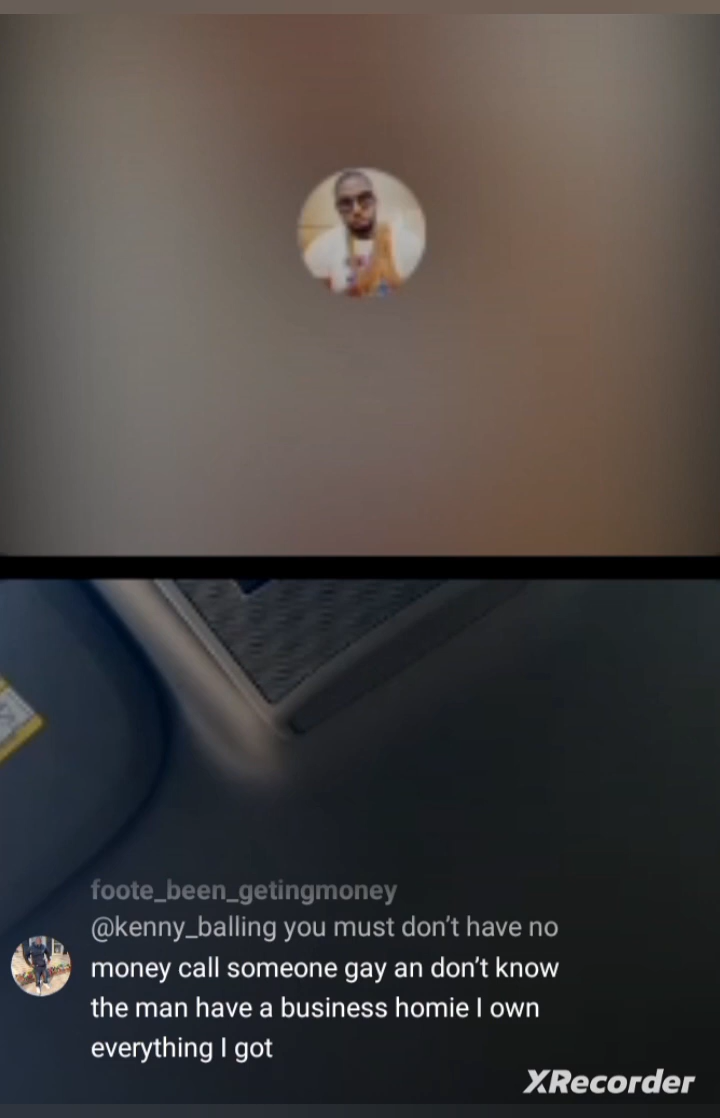 foote_been_getingmoney
@kenny_balling you must don't have no
money call someone gay an don't know
the man have a business homie I own
everything I got
XRecorder